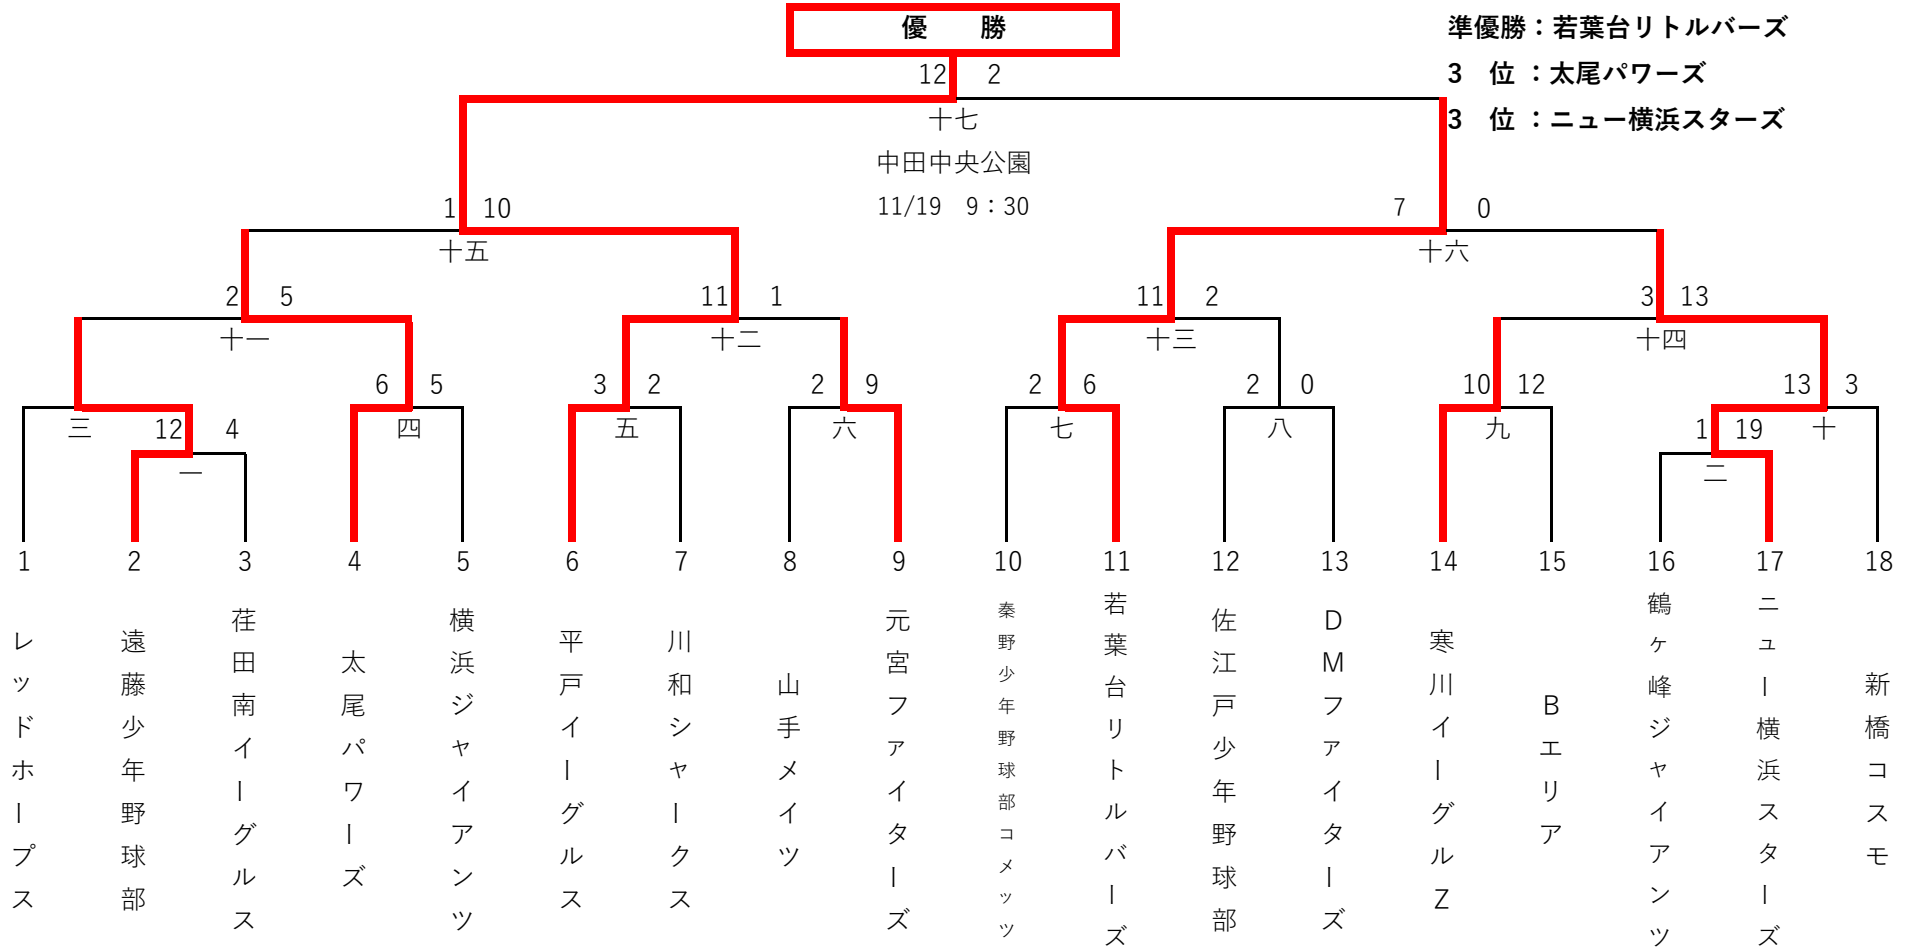 優　　勝
準優勝：若葉台リトルバーズ
3　位 ：太尾パワーズ
3　位 ：ニュー横浜スターズ
12 2
十七
中田中央公園
11/19　9：30
1 10 7 0
十五 十六
2 5 11 1 11 2 3 13
十一 十二 十三 十四
6 5 3 2 2 9 2 6 2 0 10 12 13 3
三 12 4 四 五 六 七 八 九 1 19 十
一 二
1 2 3 4 5 6 7 8 9 10 11 12 13 14 15 16 17 18
レッドホープス
遠藤少年野球部
荏田南イーグルス
太尾パワーズ
横浜ジャイアンツ
平戸イーグルス
川和シャークス
山手メイツ
元宮ファイターズ
秦野少年野球部コメッツ
若葉台リトルバーズ
佐江戸少年野球部
DMファイターズ
寒川イーグルZ
Bエリア
鶴ヶ峰ジャイアンツ
ニュー横浜スターズ
新橋コスモ